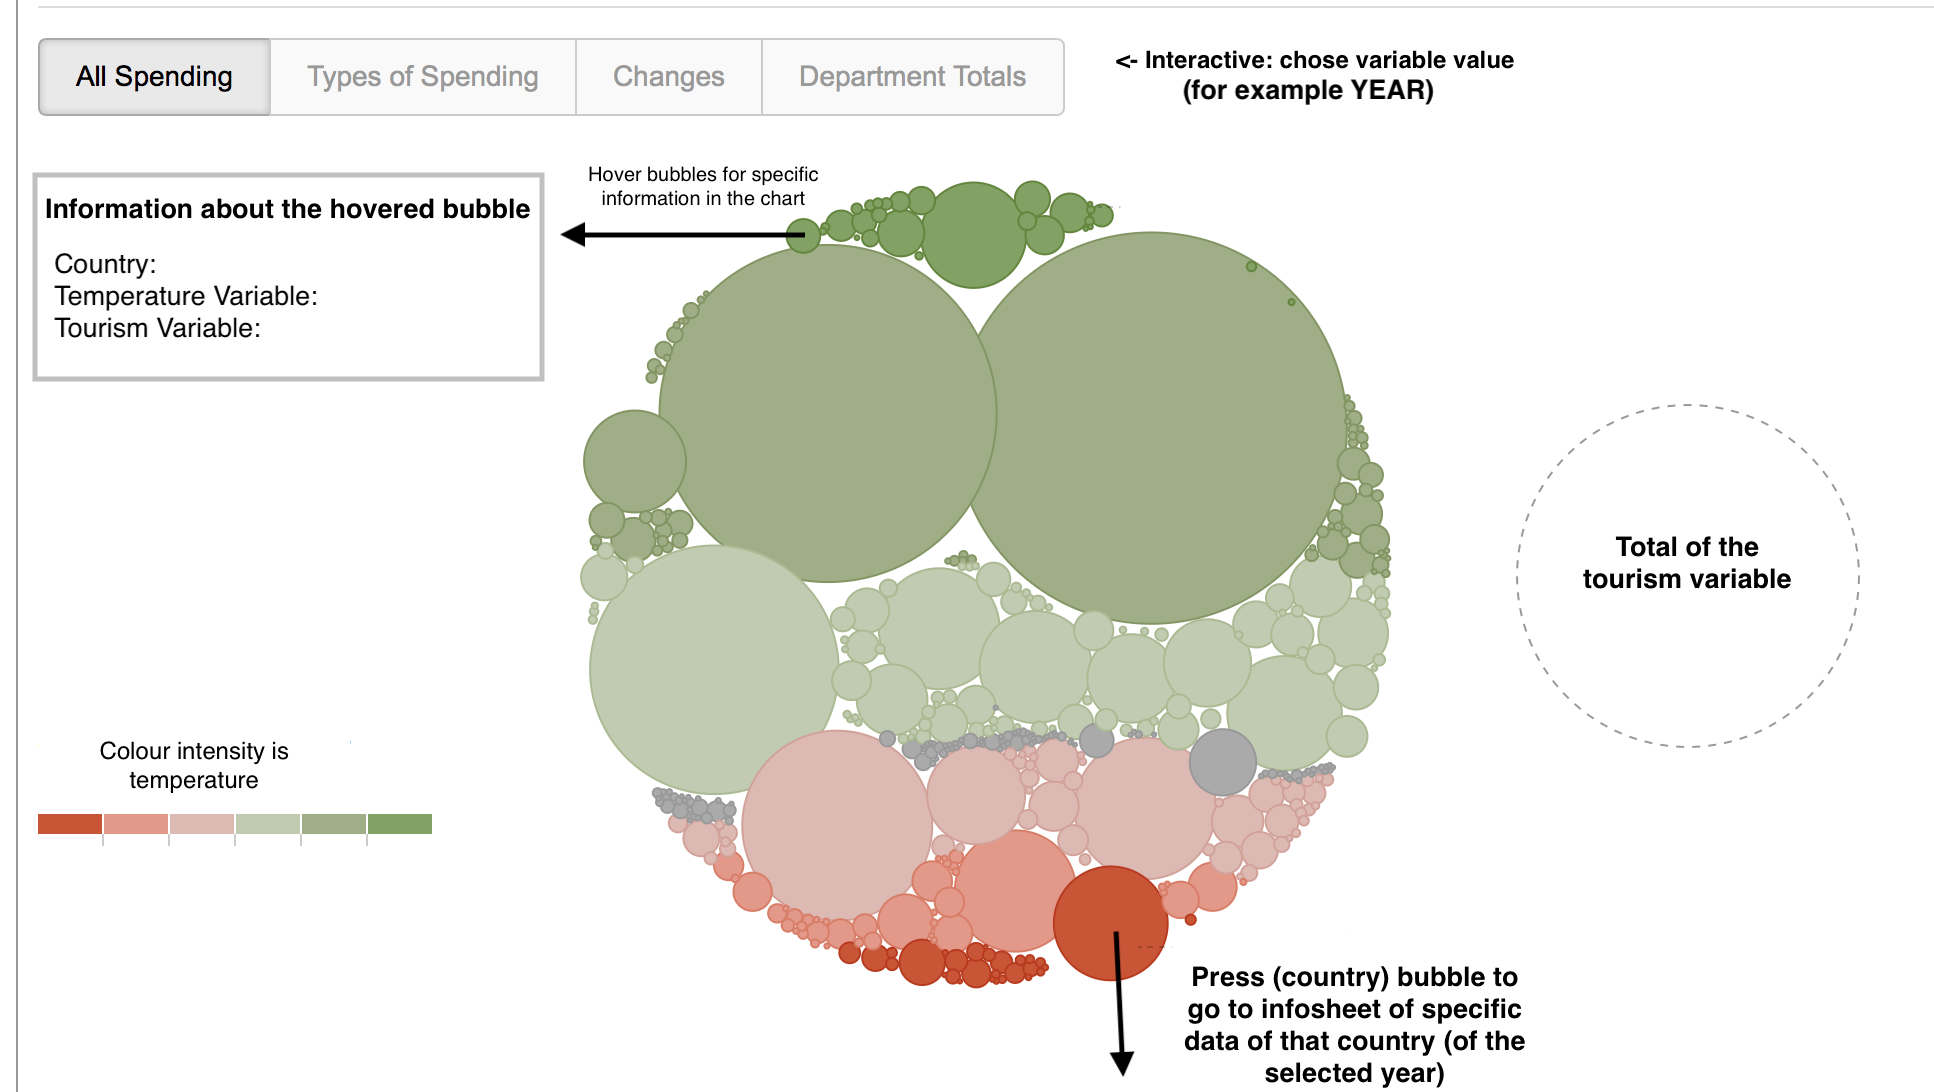 All Spending
Types of Spending
Changes
Department Totals
<- Interactive: chose variable value
(for example YEAR)
Hover bubbles for specific
information in the chart
Information about the hovered bubble
Country:
Temperature Variable:
Tourism Variable:
Total of the
tourism variable
Colour intensity is
temperature
Press (country) bubble to
go to infosheet of specific
data of that country (of the
selected year)